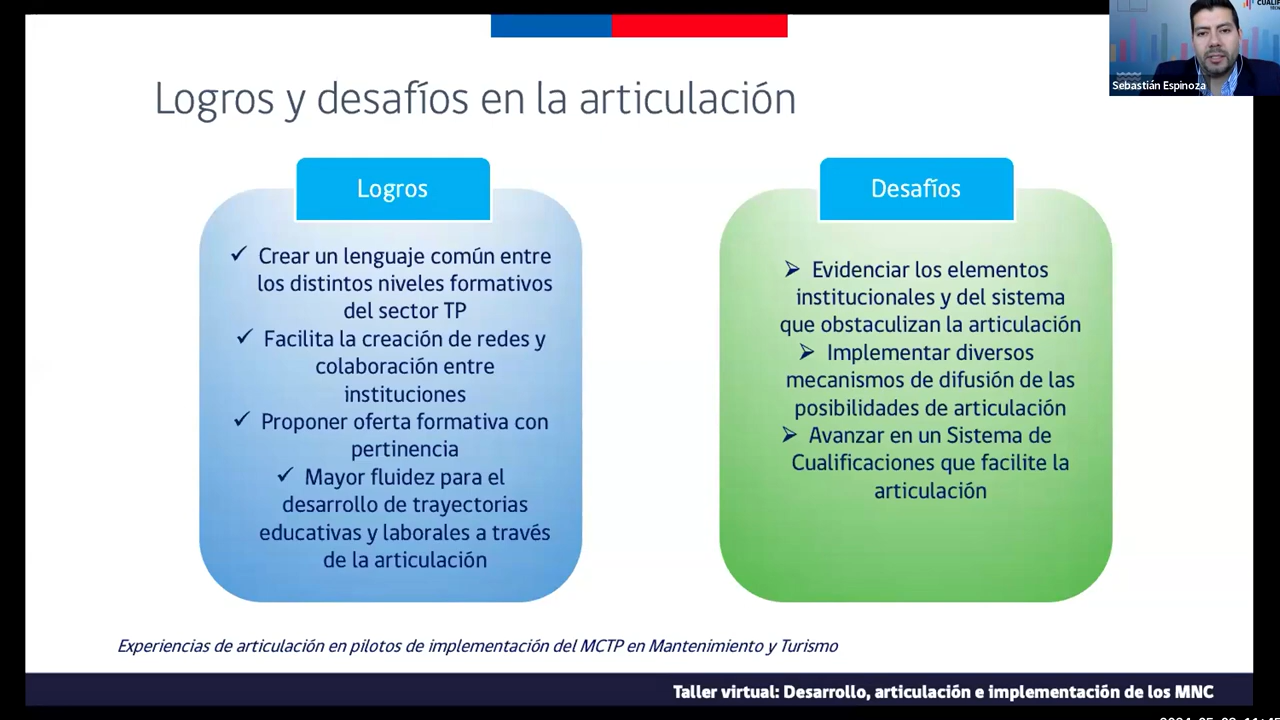 Logros y desafíos en la articulación
Logros
✓ Crear un lenguaje común entre
los distintos niveles formativos
del sector TP
✓ Facilita la creación de redes y
colaboración entre
instituciones
✓ Proponer oferta formativa con
pertinencia
✓ Mayor fluidez para el
desarrollo de trayectorias
educativas y laborales a través
de la articulación
Desafíos
➢ Evidenciar los elementos
institucionales y del sistema
que obstaculizan la articulación
➢ Implementar diversos
mecanismos de difusión de las
posibilidades de articulación
➢ Avanzar en un Sistema de
Cualificaciones que facilite la
articulación
Experiencias de articulación en pilotos de implementación del MCTP en Mantenimiento y Turismo
Taller virtual: Desarrollo, articulación e implementación de los MNC
Sebastián Espinoza